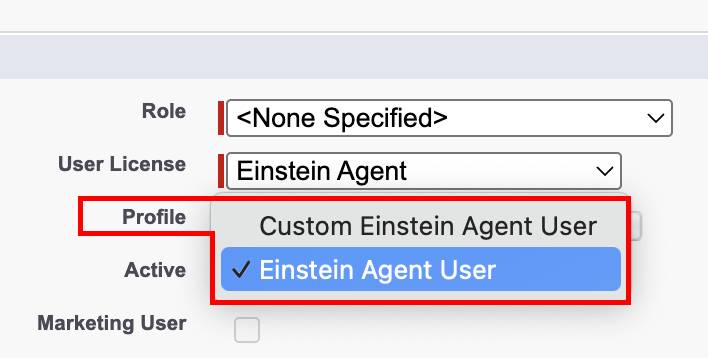 Role <None Specified>
User License Einstein Agent
Profile Custom Einstein Agent User
Active Einstein Agent User
Marketing User